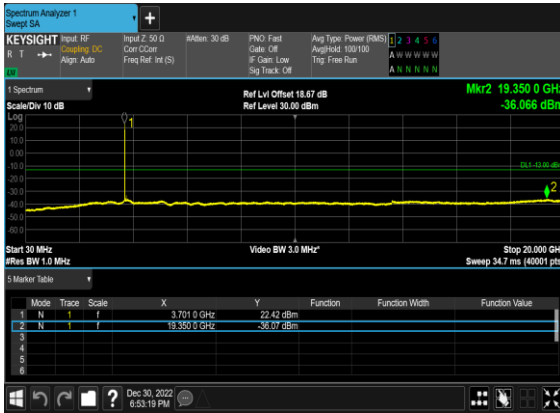 Spectrum Analyzer 1
Swept SA
+
KEYSIGHT Input: RF Input Z: 50 Ω #Atten: 30 dB PNO: Fast Avg Type: Power (RMS) 1 2 3 4 5 6
R T Coupling: DC Corr CCorr Gate: Off Avg|Hold: 100/100 A W W W W W
Align: Auto Freq Ref: Int (S) IF Gain: Low Trig: Free Run
Sig Track: Off A N N N N N
LXI
1 Spectrum Ref Lvl Offset 18.67 dB Mkr2 19.350 0 GHz
Scale/Div 10 dB Ref Level 30.00 dBm -36.066 dBm
Log
1
20.0
10.0
0.00
-10.0
DL1 -13.00 dBm
-20.0
-30.0
2
-40.0
-50.0
-60.0
Start 30 MHz Video BW 3.0 MHz* Stop 20.000 GH
#Res BW 1.0 MHz Sweep 34.7 ms (40001 pts
5 Marker Table
Mode Trace Scale X Y Function Function Width Function Value
1 N 1 f 3.701 0 GHz 22.42 dBm
2 N 1 f 19.350 0 GHz -36.07 dBm
3
4
5
6
? Dec 30, 2022
6:53:19 PM